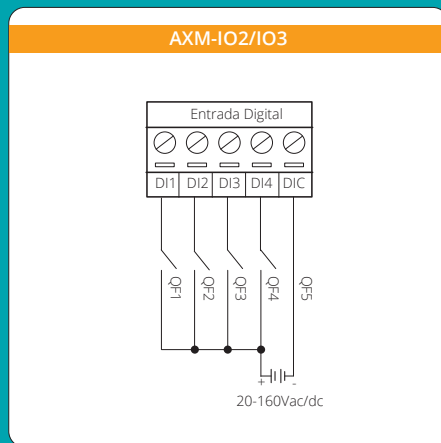 AXM-IO2/IO3
Entrada Digital
DI1 DI2 DI3 DI4 DIC
QF1 QF2 QF3 QF4 QF5
+ -
20-160Vac/dc